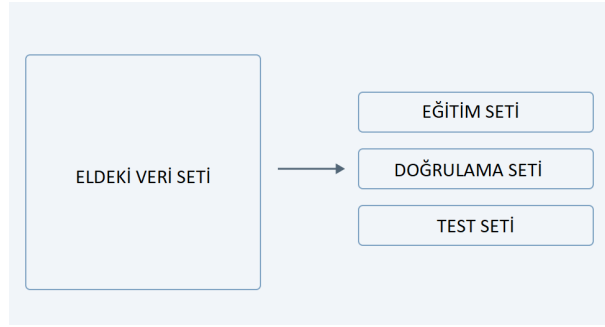 ELDEKİ VERİ SETİ
EĞİTİM SETİ
DOĞRULAMA SETİ
TEST SETİ